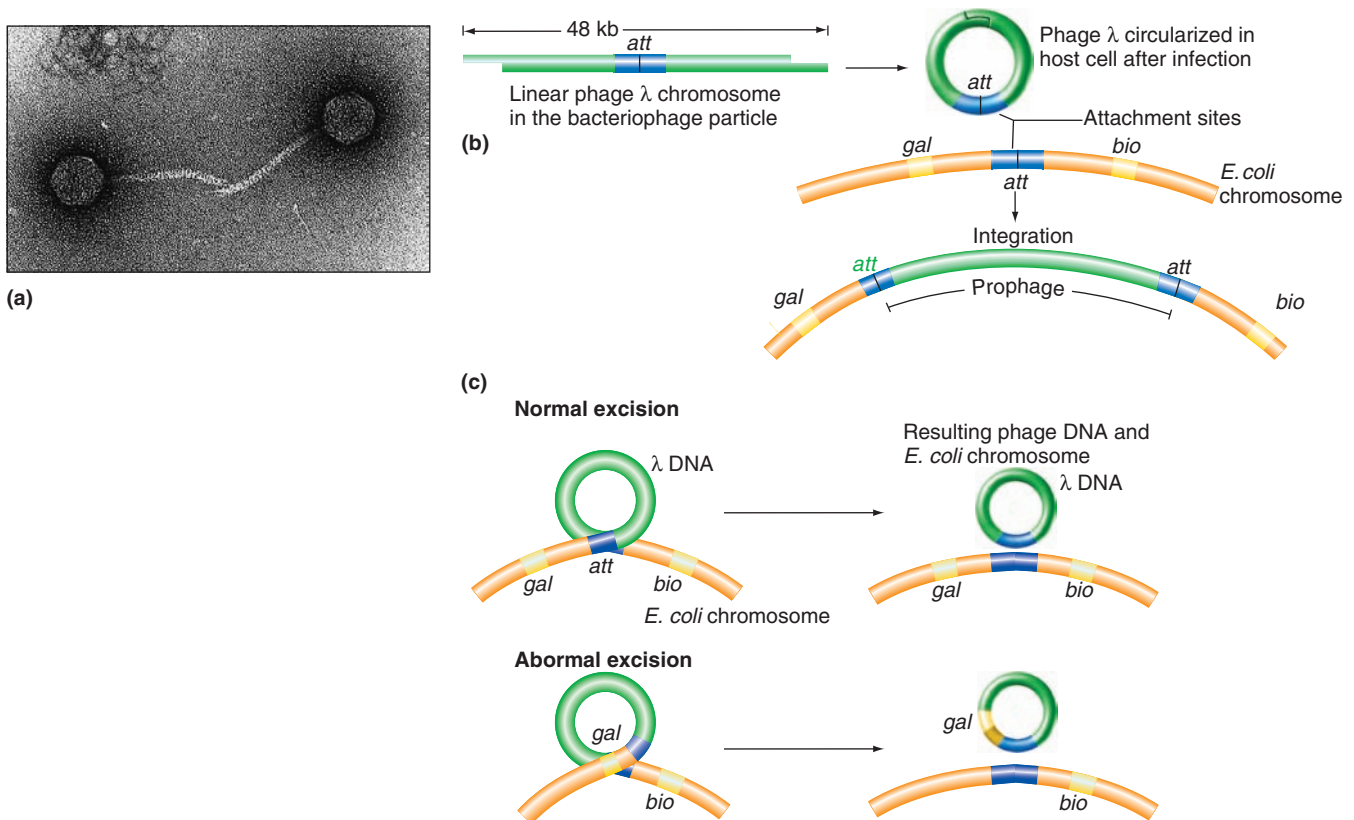 (a)
48 kb
att
Linear phage λ chromosome
in the bacteriophage particle
(b)
Phage λ circularized in
host cell after infection
att
Attachment sites
gal
bio
att
E. coli
chromosome
Integration
att
att
Prophage
gal
bio
(c)
Normal excision
λ DNA
gal
att
bio
E. coli chromosome
Resulting phage DNA and
E. coli chromosome
λ DNA
gal
bio
Abormal excision
gal
bio
gal
bio